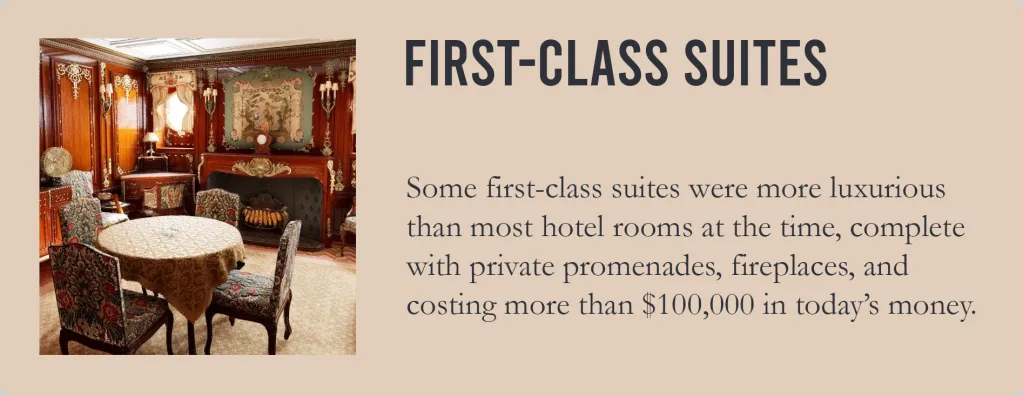 FIRST-CLASS SUITES
Some first-class suites were more luxurious
than most hotel rooms at the time, complete
with private promenades, fireplaces, and
costing more than $100,000 in today’s money.